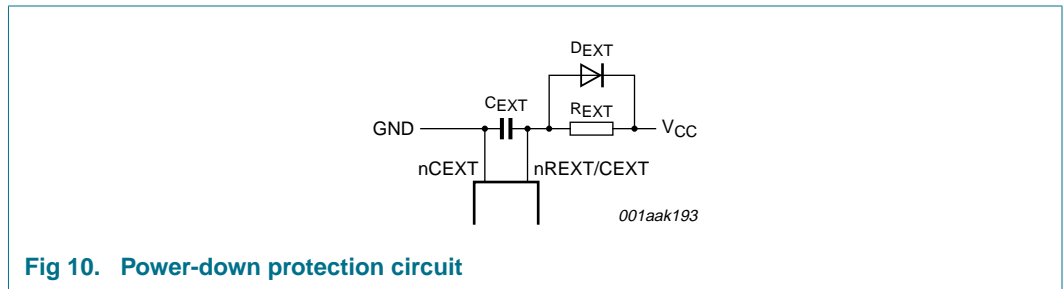 DEXT
CEXT
REXT
GND
VCC
nCEXT
nREXT/CEXT
001aak193
Fig 10. Power-down protection circuit